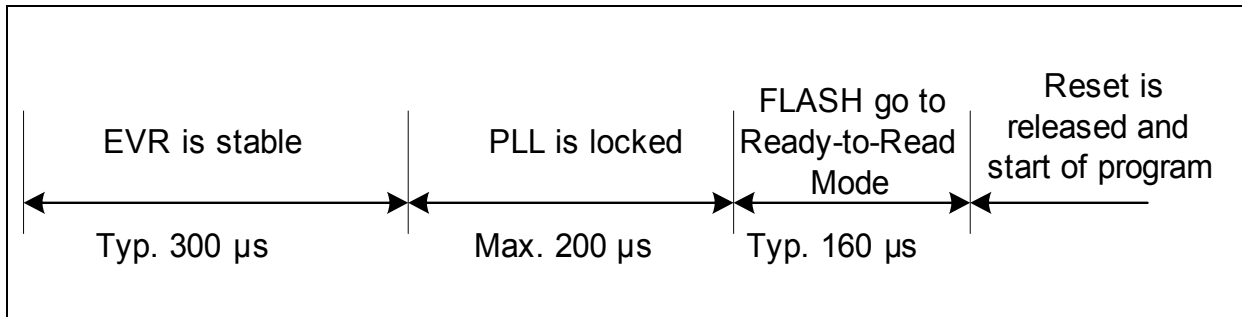 EVR is stable
PLL is locked
FLASH go to
Ready-to-Read
Mode
Reset is
released and
start of program
Typ. 300 µs
Max. 200 µs
Typ. 160 µs